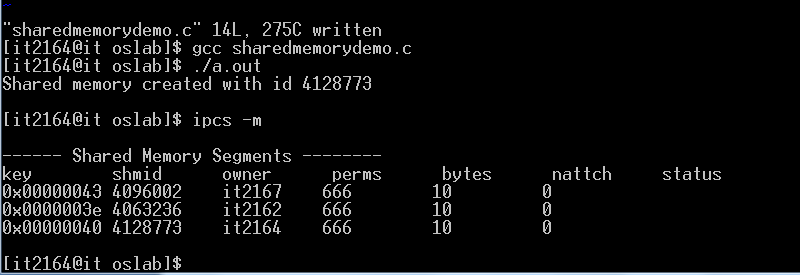 "sharedmemorydemo.c" 14L, 275C written
[it2164@it oslab]$ gcc sharedmemorydemo.c
[it2164@it oslab]$ ./a.out
Shared memory created with id 4128773
[it2164@it oslab]$ ipcs -m
------ Shared Memory Segments --------
key        shmid      owner      perms      bytes      nattch     status
0x00000043 4096002    it2167     666        10         0
0x0000003e 4063236    it2162     666        10         0
0x00000040 4128773    it2164     666        10         0
[it2164@it oslab]$